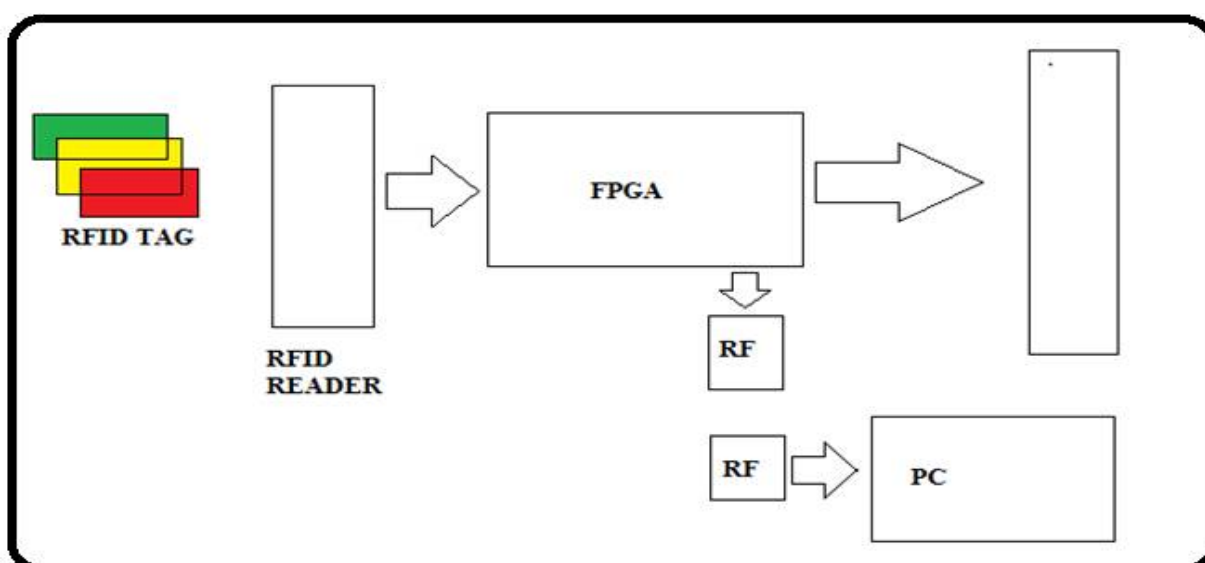 RFID TAG
RFID
READER
FPGA
RF
RF
PC